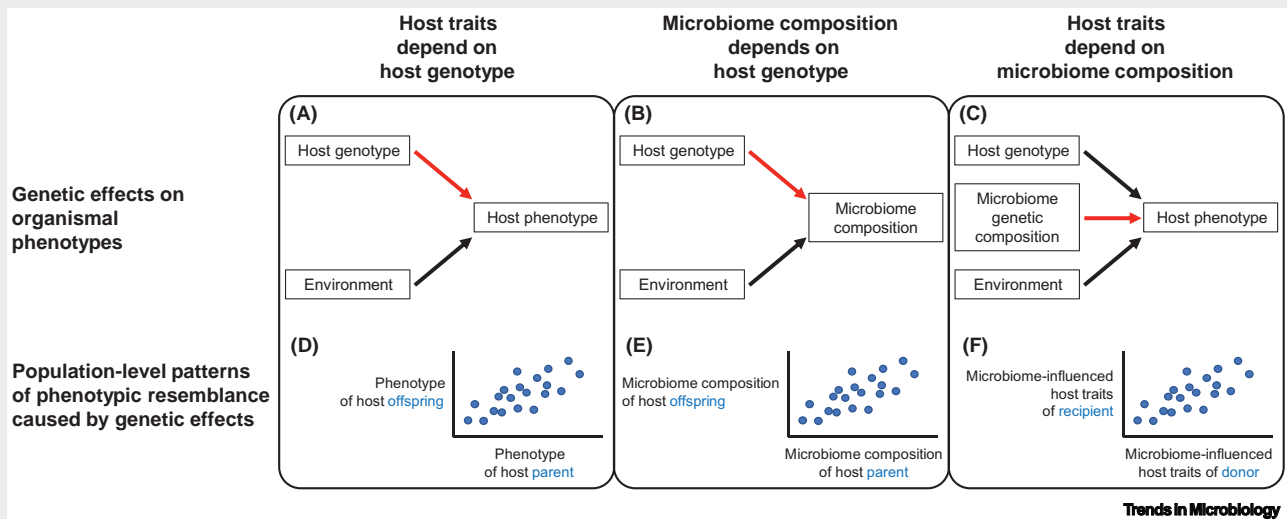 Host traits
depend on
host genotype
Microbiome composition
depends on
host genotype
Host traits
depend on
microbiome composition
Genetic effects on
organismal
phenotypes
(A)
Host genotype
Host phenotype
Environment
(B)
Host genotype
Microbiome
composition
Environment
(C)
Host genotype
Microbiome
genetic
composition
Host phenotype
Environment
Population-level patterns
of phenotypic resemblance
caused by genetic effects
(D)
Phenotype
of host offspring
Phenotype
of host parent
(E)
Microbiome composition
of host offspring
Microbiome composition
of host parent
(F)
Microbiome-influenced
host traits
of recipient
Microbiome-influenced
host traits of donor
Trends in Microbiology